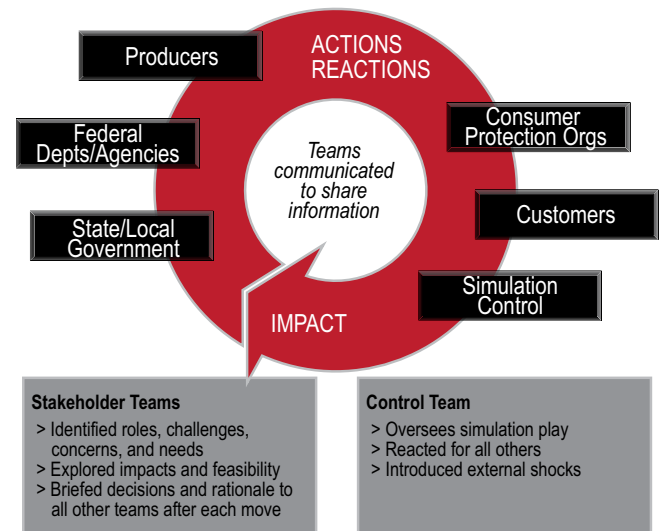 Producers
ACTIONS
REACTIONS
Federal
Depts/Agencies
Consumer
Protection Orgs
Teams
communicated
to share
information
State/Local
Government
Customers
Simulation
Control
IMPACT
Stakeholder Teams
> Identified roles, challenges,
concerns, and needs
> Explored impacts and feasibility
> Briefed decisions and rationale to
all other teams after each move
Control Team
> Oversees simulation play
> Reacted for all others
> Introduced external shocks